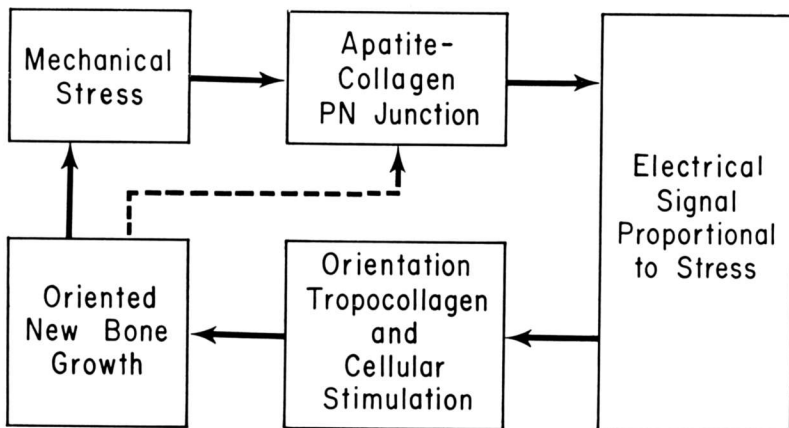 Mechanical
Stress
Apatite-
Collagen
PN Junction
Electrical
Signal
Proportional
to Stress
Oriented
New Bone
Growth
Orientation
Tropocollagen
and
Cellular
Stimulation